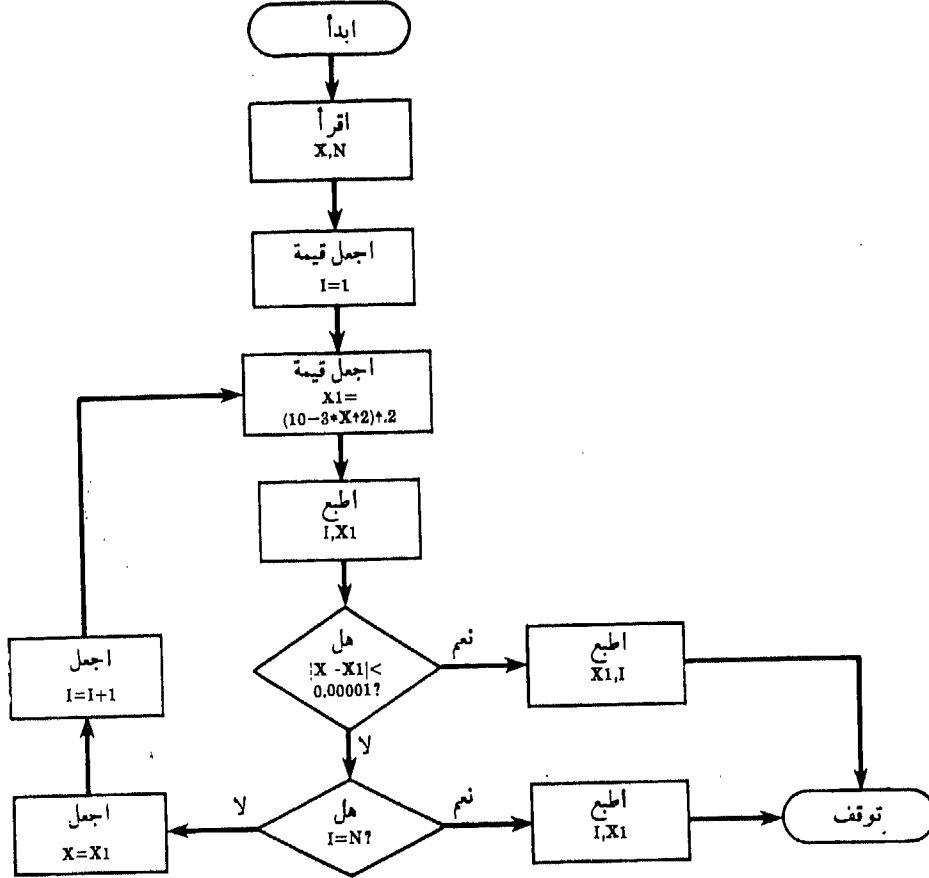 ابدأ
اقرأ
X,N
اجعل قيمة
I=1
اجعل قيمة
X1=
(10-3*X↑2)↑.2
اطبع
I,X1
هل
|X -X1|<
0.00001?
نعم
اطبع
X1,I
لا
هل
I=N?
نعم
اطبع
I,X1
توقف
لا
اجعل
X=X1
اجعل
I=I+1